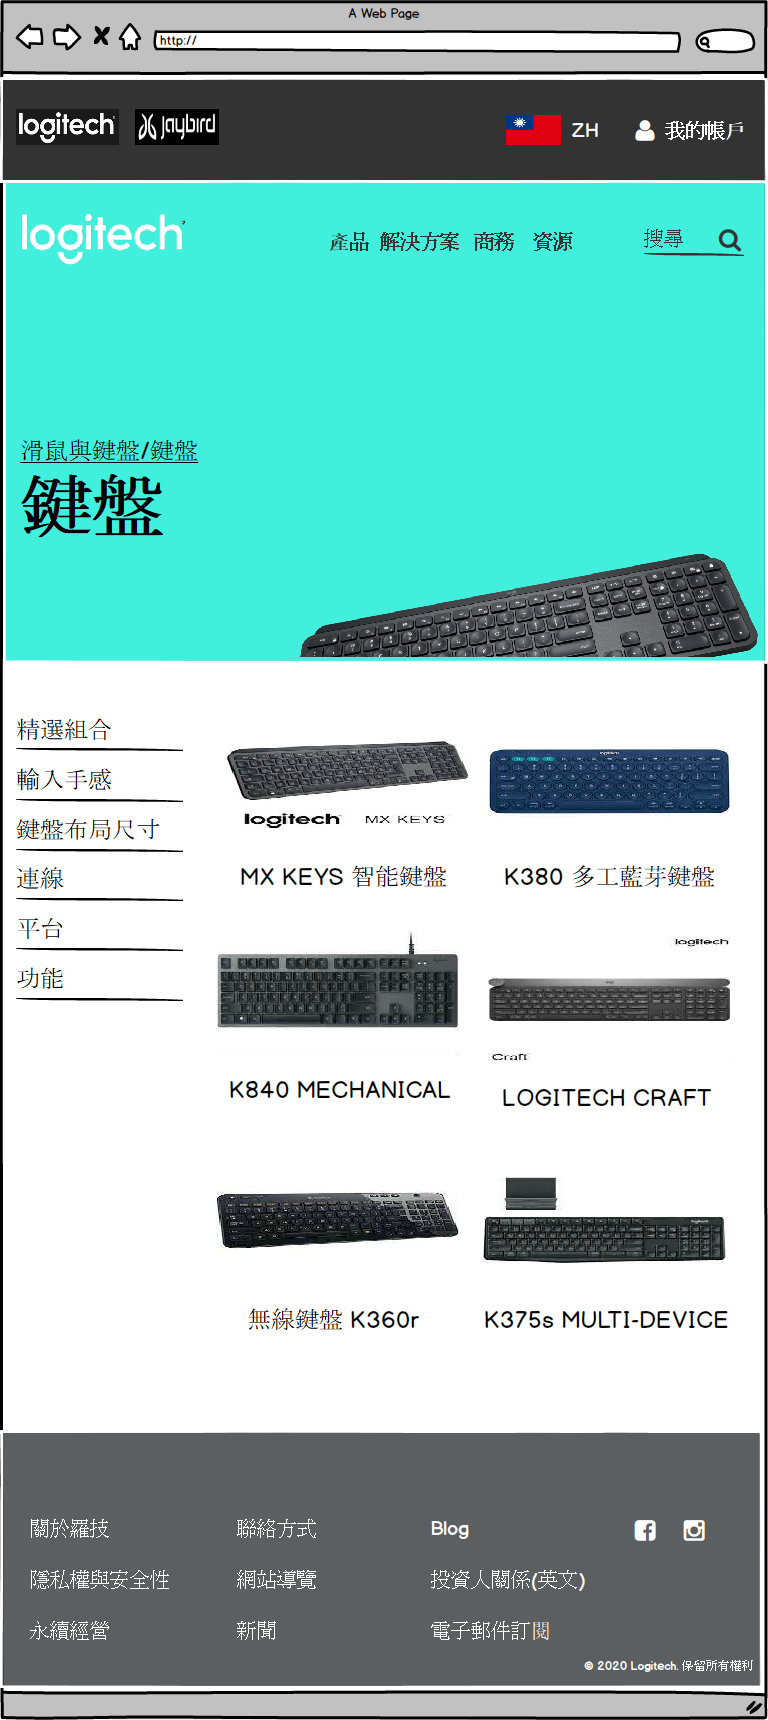 A Web Page
http://
logitech jaybird ZH 我的帳戶
logitech 產品 解決方案 商務 資源 搜尋
滑鼠與鍵盤/鍵盤
鍵盤
精選組合
輸入手感
鍵盤布局尺寸
連線
平台
功能
logitech MX KEYS
MX KEYS 智能鍵盤
logitech
K380 多工藍芽鍵盤
K840 MECHANICAL
logitech
Craft
LOGITECH CRAFT
無線鍵盤 K360r
logitech
K375s MULTI-DEVICE
關於羅技 聯絡方式 Blog
隱私權與安全性 網站導覽 投資人關係(英文)
永續經營 新聞 電子郵件訂閱
© 2020 Logitech. 保留所有權利